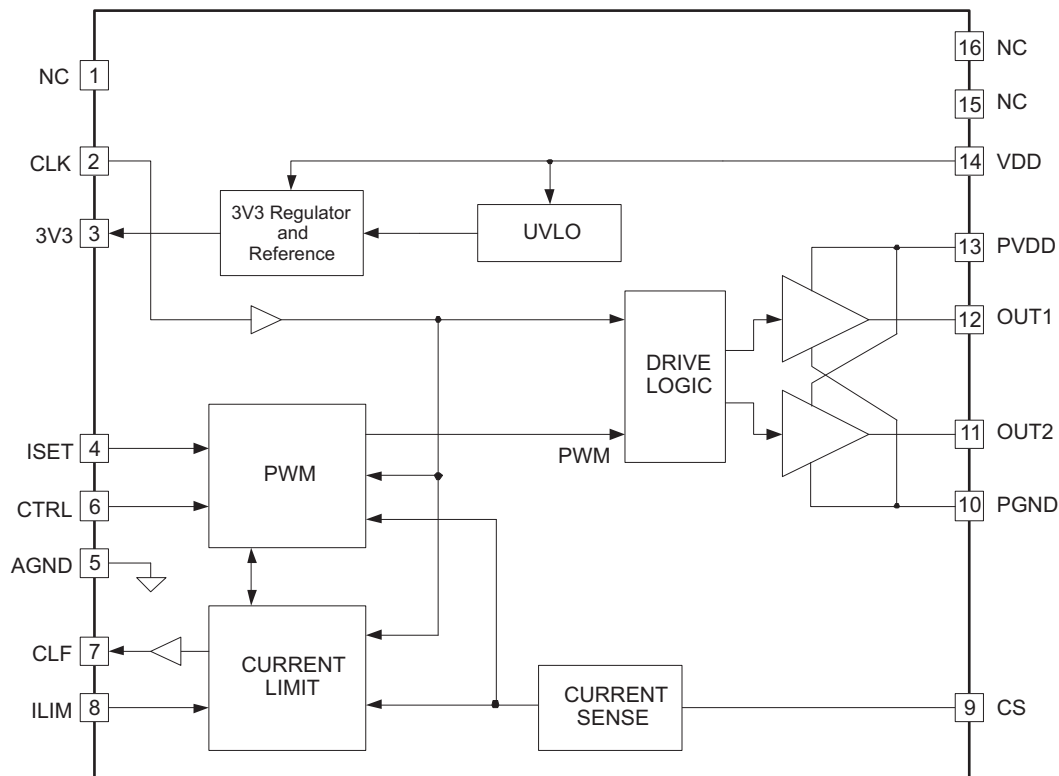 NC 1
16 NC
15 NC
CLK 2
14 VDD
3V3 3
3V3 Regulator
and
Reference
UVLO
13 PVDD
12 OUT1
DRIVE
LOGIC
ISET 4
PWM
PWM
11 OUT2
CTRL 6
10 PGND
AGND 5
CLF 7
CURRENT
LIMIT
ILIM 8
CURRENT
SENSE
9 CS